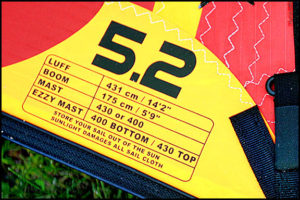 5.2
LUFF 431 cm / 14'2"
BOOM 175 cm / 5'9"
MAST 430 or 400
EZZY MAST 400 BOTTOM / 430 TOP
STORE YOUR SAIL OUT OF THE SUN
SUNLIGHT DAMAGES ALL SAIL CLOTH